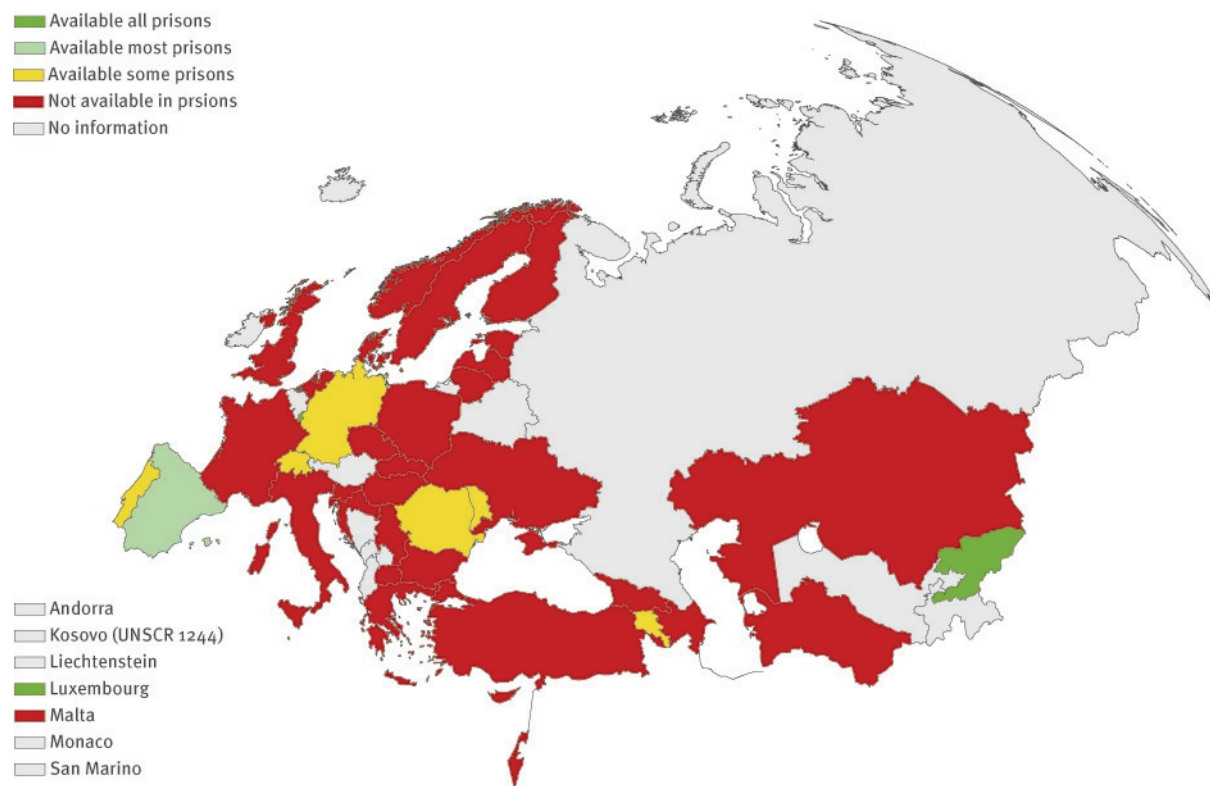 Available all prisons
Available most prisons
Available some prisons
Not available in prsions
No information
Andorra
Kosovo (UNSCR 1244)
Liechtenstein
Luxembourg
Malta
Monaco
San Marino